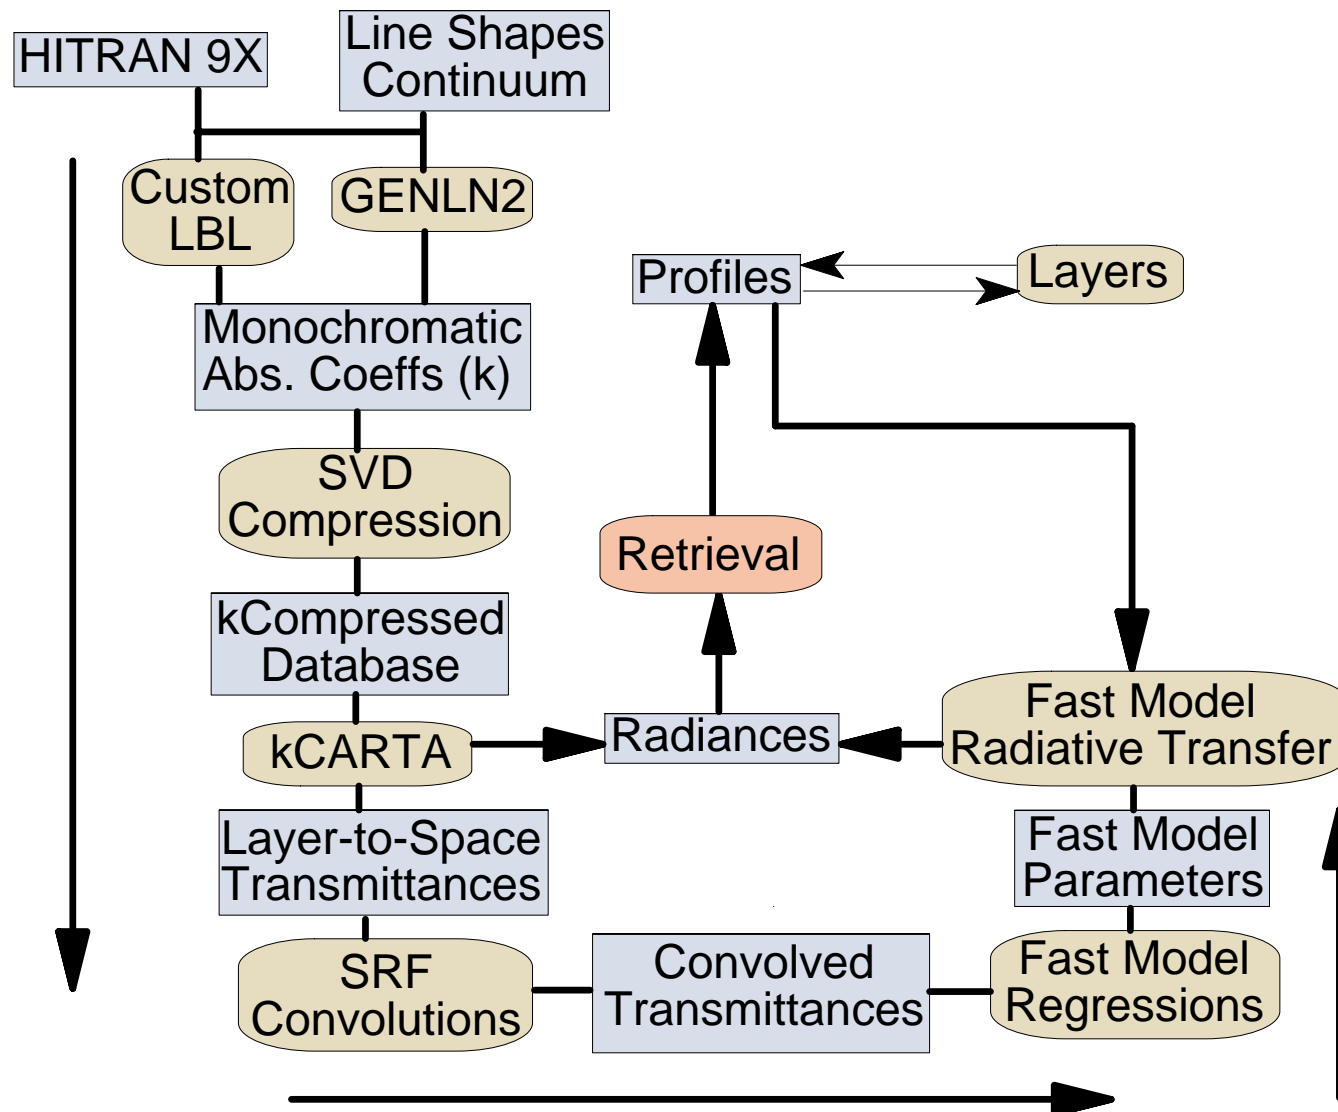 HITRAN 9X
Line Shapes
Continuum
Custom
LBL
GENLN2
Profiles
Layers
Monochromatic
Abs. Coeffs (k)
SVD
Compression
Retrieval
kCompressed
Database
Radiances
Fast Model
Radiative Transfer
kCARTA
Layer-to-Space
Transmittances
Fast Model
Parameters
SRF
Convolutions
Convolved
Transmittances
Fast Model
Regressions